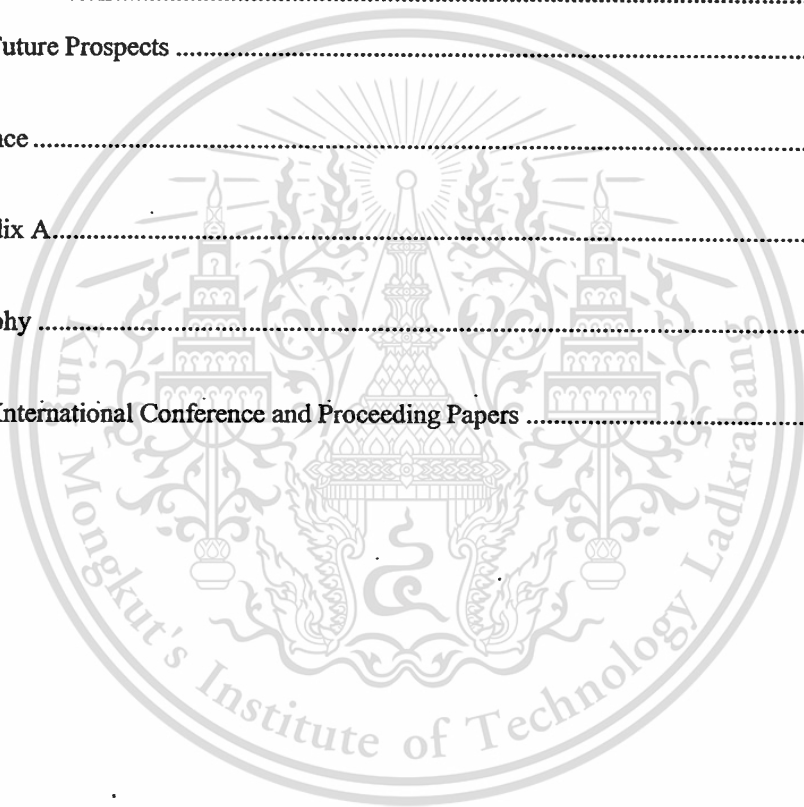 Future Prospects ........................................................................
nce ........................................................................
dix A ........................................................................
phy ........................................................................
International Conference and Proceeding Papers ........................................
King Mongkut's Institute of Technology Ladkrabang